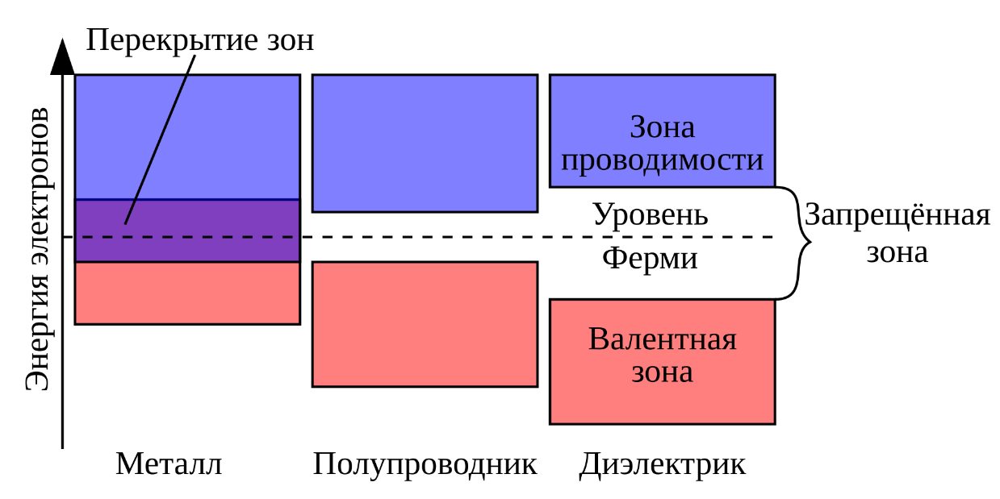 Перекрытие зон
Энергия электронов
Зона
проводимости
Уровень
Ферми
Запрещённая
зона
Валентная
зона
Металл
Полупроводник
Диэлектрик